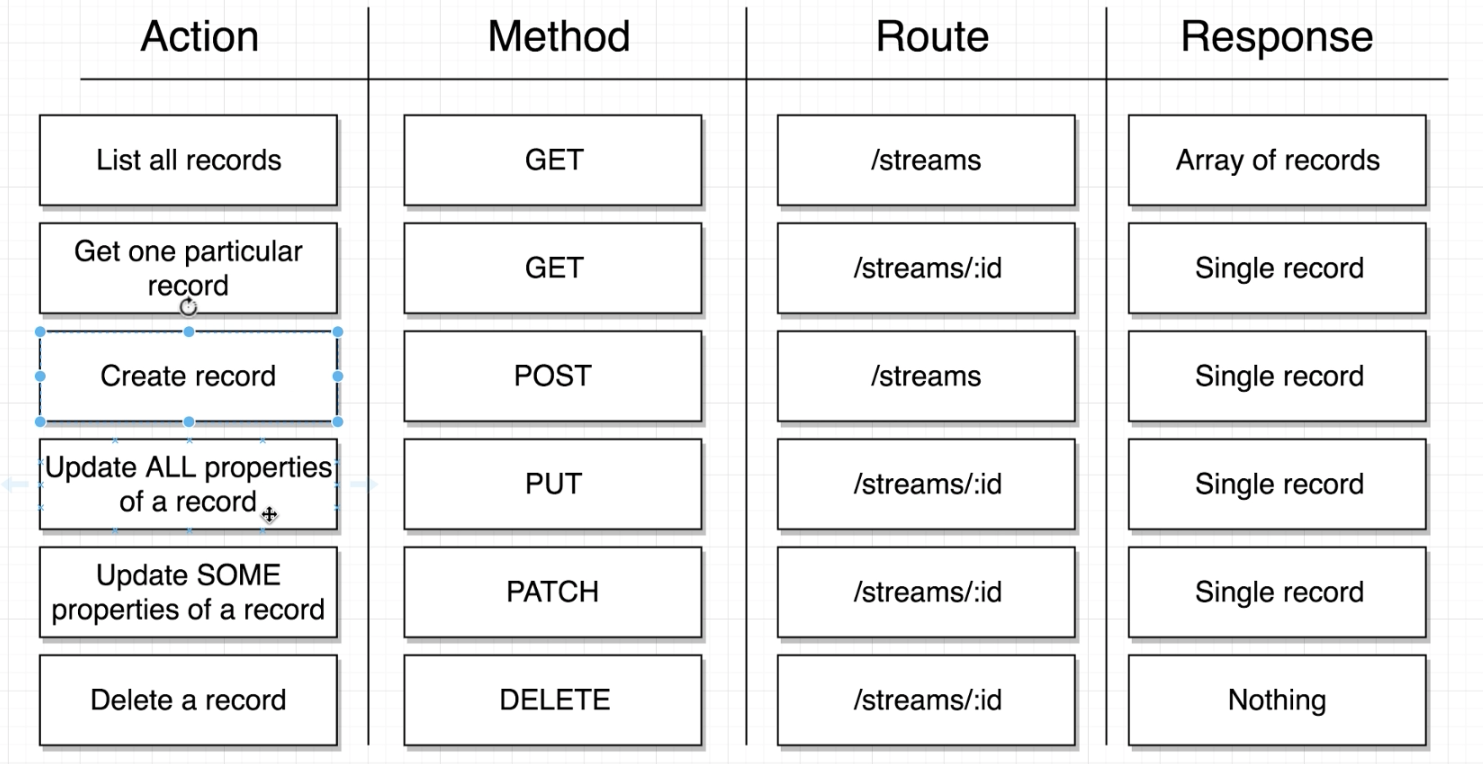 Action Method Route Response
List all records GET /streams Array of records
Get one particular
record GET /streams/:id Single record
Create record POST /streams Single record
Update ALL properties
of a record PUT /streams/:id Single record
Update SOME
properties of a record PATCH /streams/:id Single record
Delete a record DELETE /streams/:id Nothing